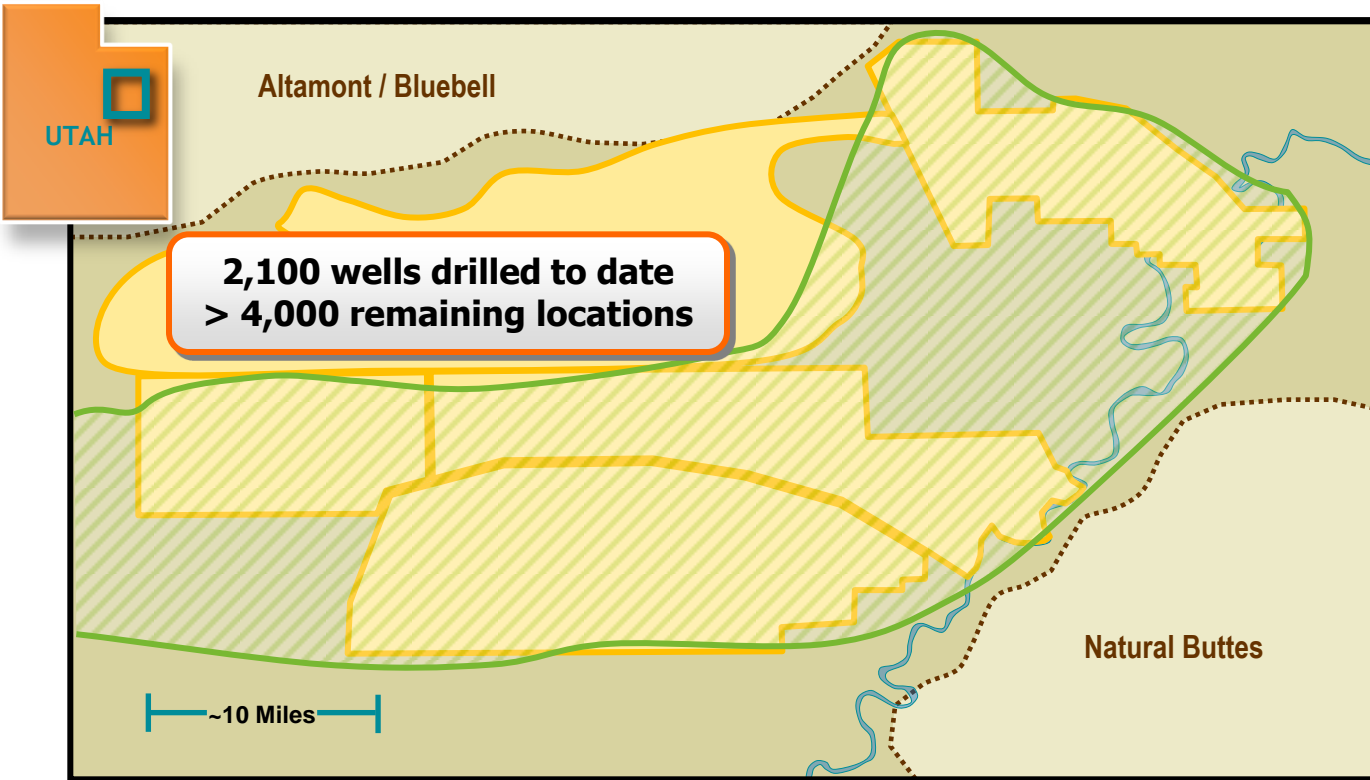 Altamont / Bluebell
UTAH
2,100 wells drilled to date
> 4,000 remaining locations
Natural Buttes
~10 Miles